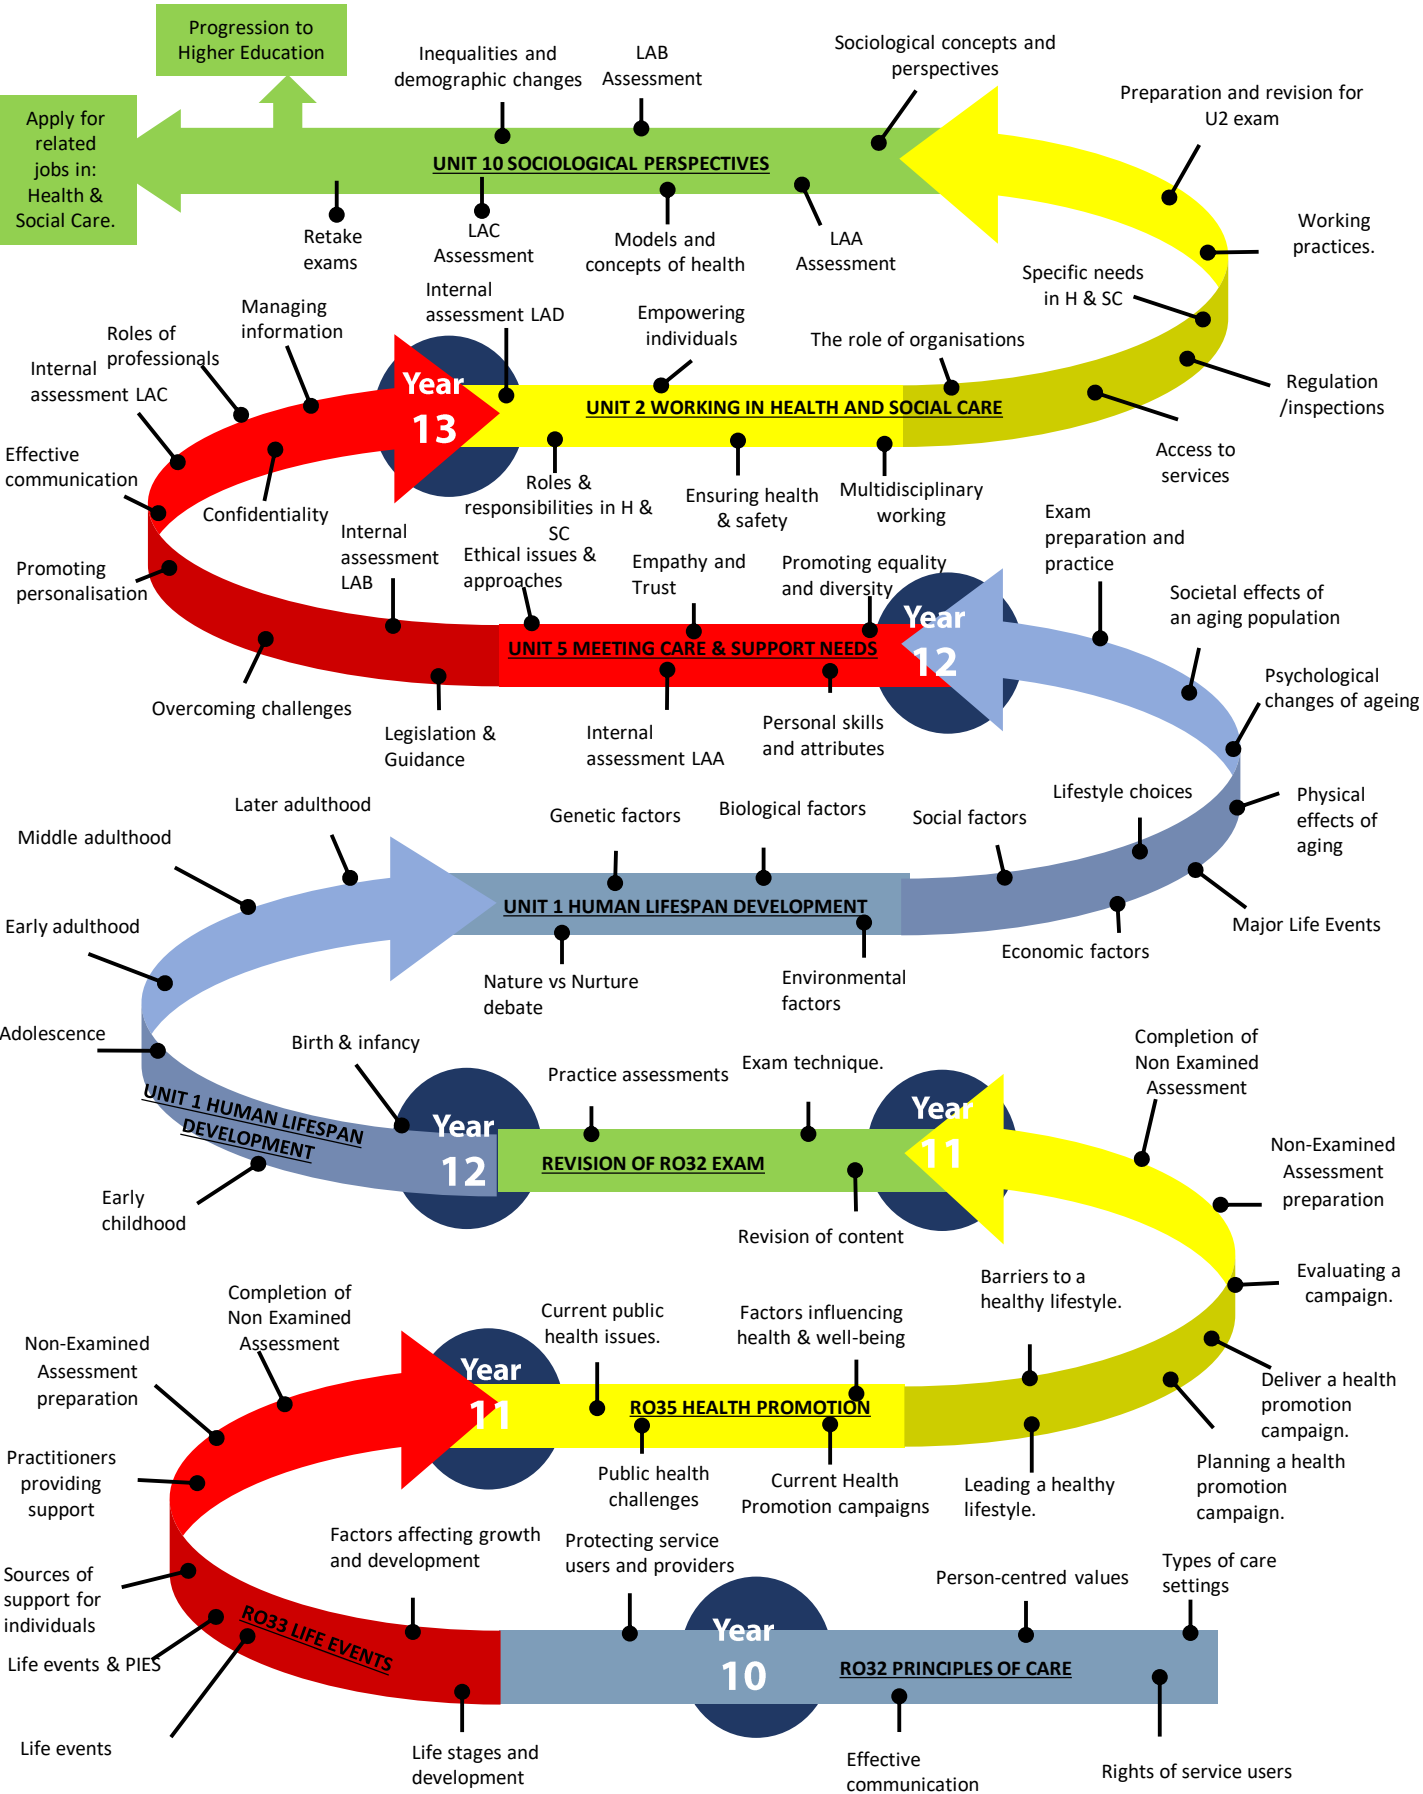 Progression to
Higher Education
Apply for
related
jobs in:
Health &
Social Care.
Inequalities and
demographic changes
LAB
Assessment
Sociological concepts and
perspectives
Preparation and revision for
U2 exam
UNIT 10 SOCIOLOGICAL PERSPECTIVES
Retake
exams
LAC
Assessment
Models and
concepts of health
LAA
Assessment
Working
practices.
Specific needs
in H & SC
Internal
assessment LAD
Empowering
individuals
The role of organisations
Managing
information
Roles of
professionals
Internal
assessment LAC
Year
13
UNIT 2 WORKING IN HEALTH AND SOCIAL CARE
Regulation
/inspections
Access to
services
Effective
communication
Confidentiality
Roles &
responsibilities in H &
SC
Ensuring health
& safety
Multidisciplinary
working
Exam
preparation and
practice
Promoting
personalisation
Internal
assessment
LAB
Ethical issues &
approaches
Empathy and
Trust
Promoting equality
and diversity
Year
12
Societal effects of
an aging population
UNIT 5 MEETING CARE & SUPPORT NEEDS
Psychological
changes of ageing
Overcoming challenges
Legislation &
Guidance
Internal
assessment LAA
Personal skills
and attributes
Later adulthood
Middle adulthood
Genetic factors
Biological factors
Social factors
Lifestyle choices
Physical
effects of
aging
UNIT 1 HUMAN LIFESPAN DEVELOPMENT
Early adulthood
Nature vs Nurture
debate
Environmental
factors
Economic factors
Major Life Events
Adolescence
Birth & infancy
Practice assessments
Exam technique.
Completion of
Non Examined
Assessment
UNIT 1 HUMAN LIFESPAN
DEVELOPMENT
Year
12
REVISION OF RO32 EXAM
Year
11
Non-Examined
Assessment
preparation
Early
childhood
Revision of content
Evaluating a
campaign.
Barriers to a
healthy lifestyle.
Completion of
Non Examined
Assessment
Current public
health issues.
Factors influencing
health & well-being
Non-Examined
Assessment
preparation
Year
11
RO35 HEALTH PROMOTION
Deliver a health
promotion
campaign.
Practitioners
providing
support
Public health
challenges
Current Health
Promotion campaigns
Leading a healthy
lifestyle.
Planning a health
promotion
campaign.
Factors affecting growth
and development
Protecting service
users and providers
Person-centred values
Types of care
settings
Sources of
support for
individuals
RO33 LIFE EVENTS
Year
10
RO32 PRINCIPLES OF CARE
Life events & PIES
Life events
Life stages and
development
Effective
communication
Rights of service users